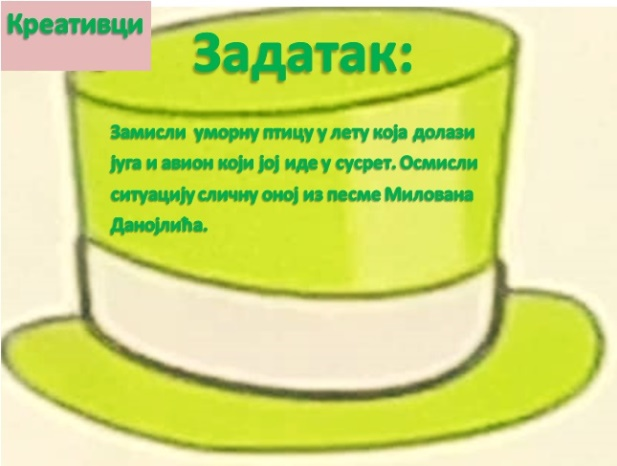 Креативци
Задатак:
Замисли уморну птицу у лету која долази
југа и авион који јој иде у сусрет. Осмисли
ситуацију сличну оној из песме Милована
Данојлића.